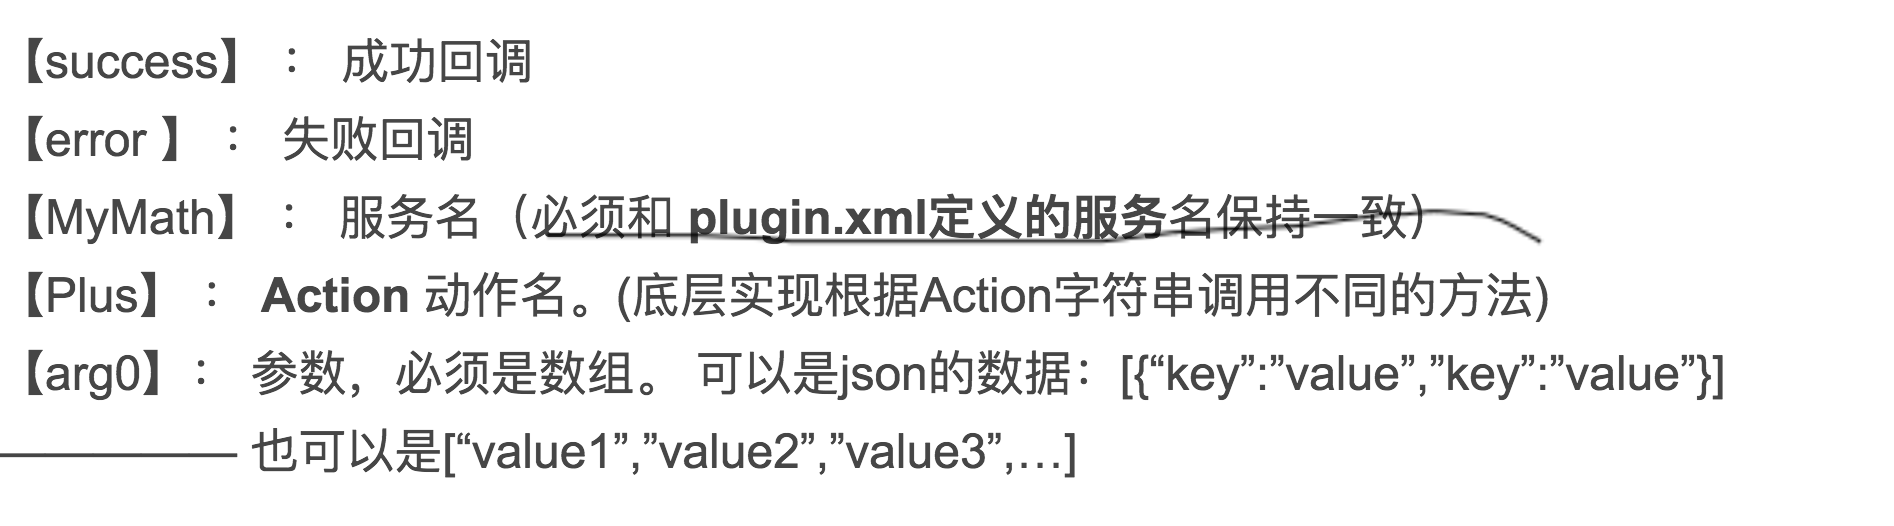 【success】 ： 成功回调
【error 】 ： 失败回调
【MyMath】 ： 服务名（必须和 plugin.xml定义的服务名保持一致）
【Plus】 ： Action 动作名。(底层实现根据Action字符串调用不同的方法)
【arg0】： 参数，必须是数组。 可以是json的数据：[{“key”:”value”,”key”:”value”}]
————— 也可以是[“value1”,”value2”,”value3”,…]